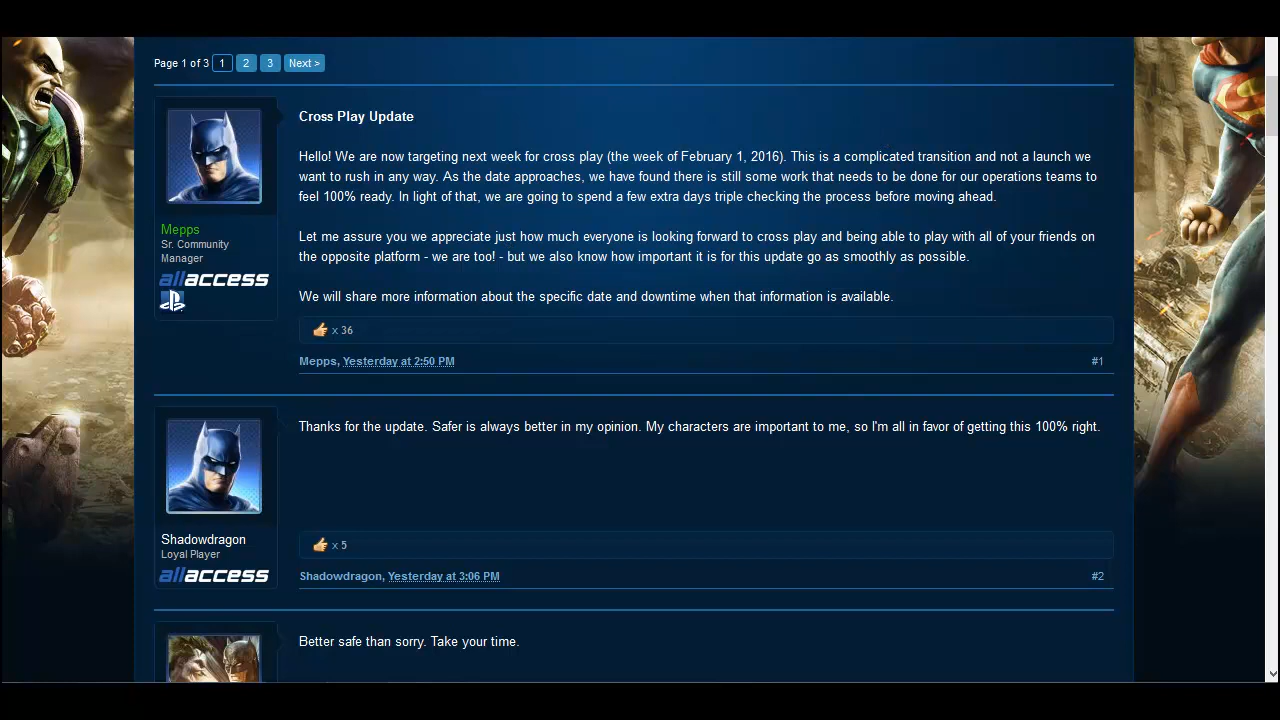 Page 1 of 3 1 2 3 Next >
Cross Play Update
Hello! We are now targeting next week for cross play (the week of February 1, 2016). This is a complicated transition and not a launch we
want to rush in any way. As the date approaches, we have found there is still some work that needs to be done for our operations teams to
feel 100% ready. In light of that, we are going to spend a few extra days triple checking the process before moving ahead.
Let me assure you we appreciate just how much everyone is looking forward to cross play and being able to play with all of your friends on
the opposite platform - we are too! - but we also know how important it is for this update go as smoothly as possible.
We will share more information about the specific date and downtime when that information is available.
Mepps
Sr. Community
Manager
allaccess
x 36
Mepps, Yesterday at 2:50 PM #1
Thanks for the update. Safer is always better in my opinion. My characters are important to me, so I'm all in favor of getting this 100% right.
Shadowdragon
Loyal Player
allaccess
x 5
Shadowdragon, Yesterday at 3:06 PM #2
Better safe than sorry. Take your time.